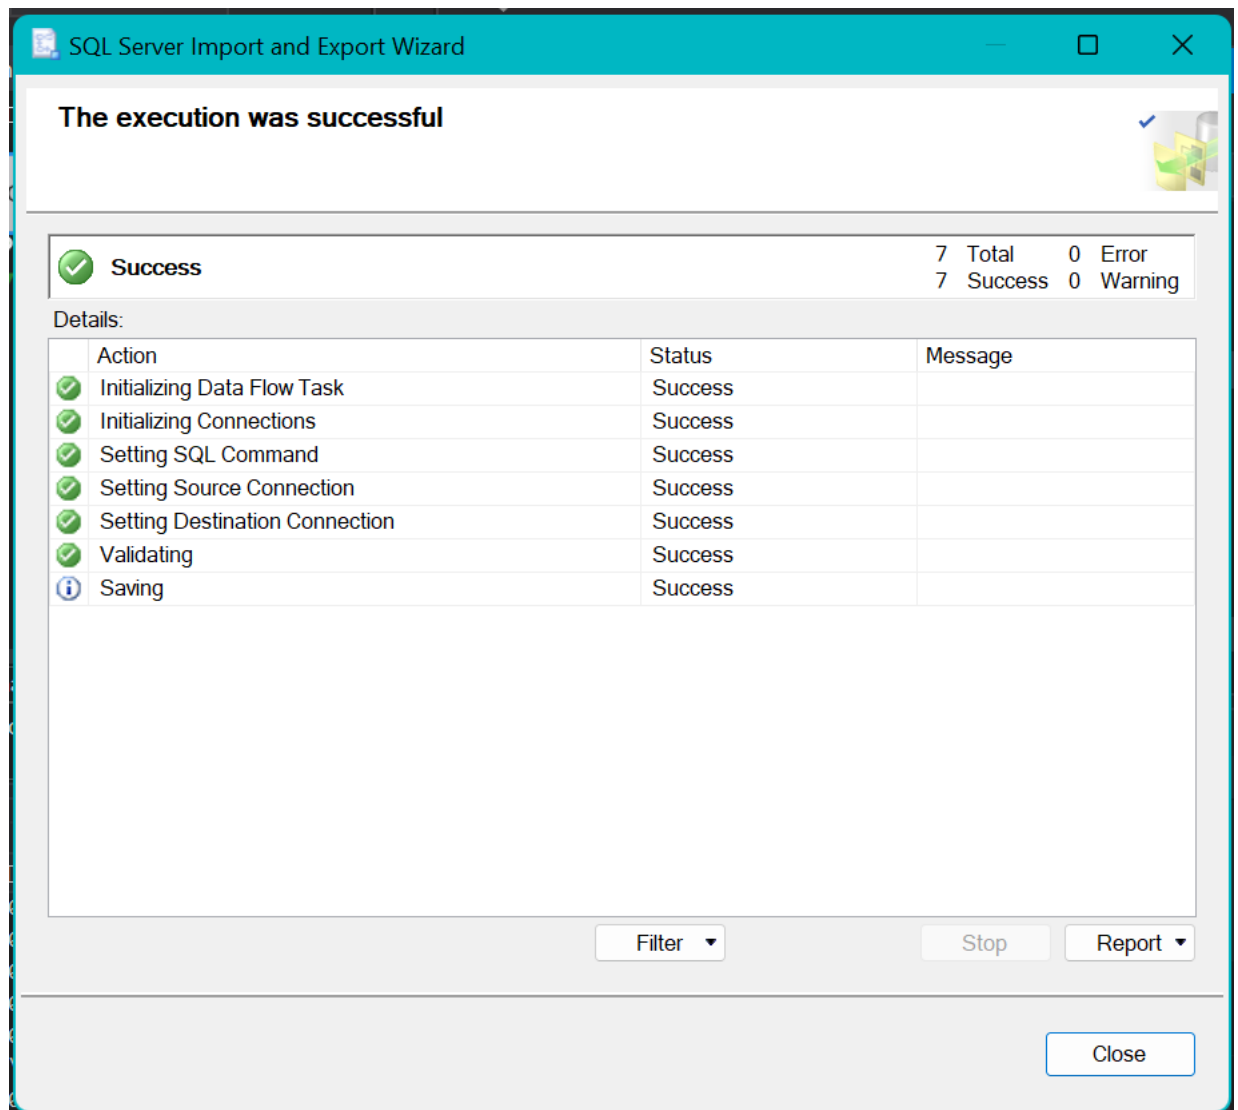 SQL Server Import and Export Wizard
The execution was successful
Success
7 Total 0 Error
7 Success 0 Warning
Details:
Action Status Message
Initializing Data Flow Task Success
Initializing Connections Success
Setting SQL Command Success
Setting Source Connection Success
Setting Destination Connection Success
Validating Success
Saving Success
Filter Stop Report
Close